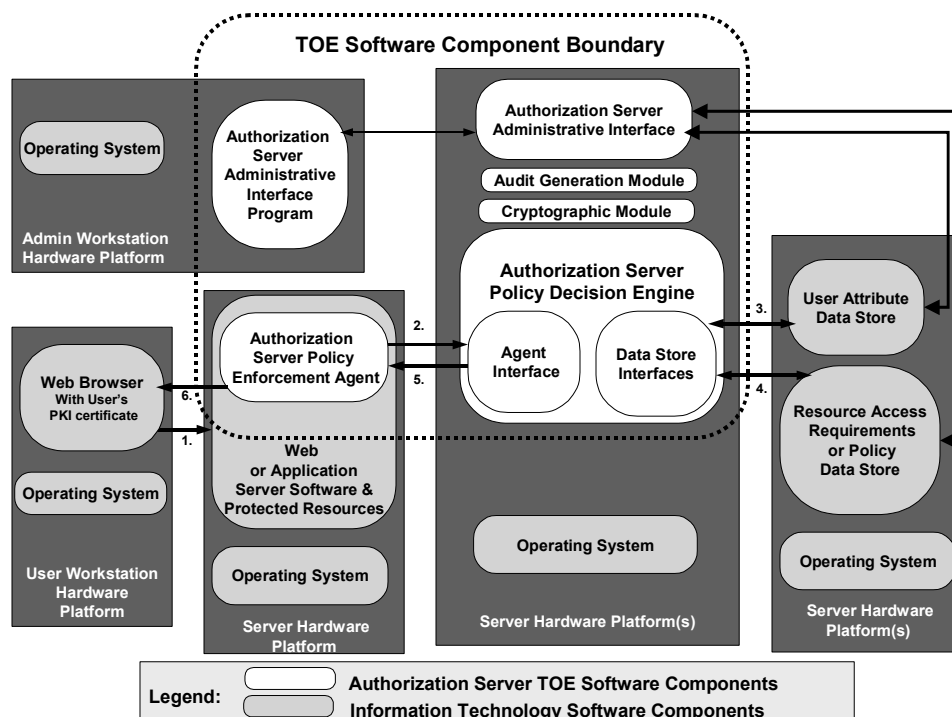 TOE Software Component Boundary
Operating System
Admin Workstation
Hardware Platform
Authorization
Server
Administrative
Interface
Program
Authorization Server
Administrative Interface
Audit Generation Module
Cryptographic Module
Authorization Server
Policy Decision Engine
Agent
Interface
Data Store
Interfaces
Operating System
Server Hardware Platform(s)
Web Browser
With User's
PKI certificate
Operating System
User Workstation
Hardware
Platform
6.
1.
Authorization
Server Policy
Enforcement Agent
Web
or Application
Server Software &
Protected Resources
Operating System
Server Hardware
Platform
2.
5.
3.
4.
User Attribute
Data Store
Resource Access
Requirements
or Policy
Data Store
Operating System
Server Hardware
Platform(s)
Legend:
Authorization Server TOE Software Components
Information Technology Software Components